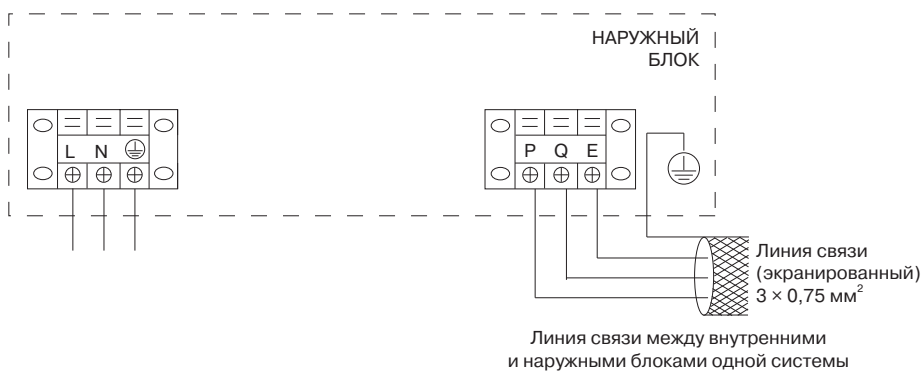 НАРУЖНЫЙ
БЛОК
L N
P Q E
Линия связи
(экранированный)
3 × 0,75 мм²
Линия связи между внутренними
и наружными блоками одной системы